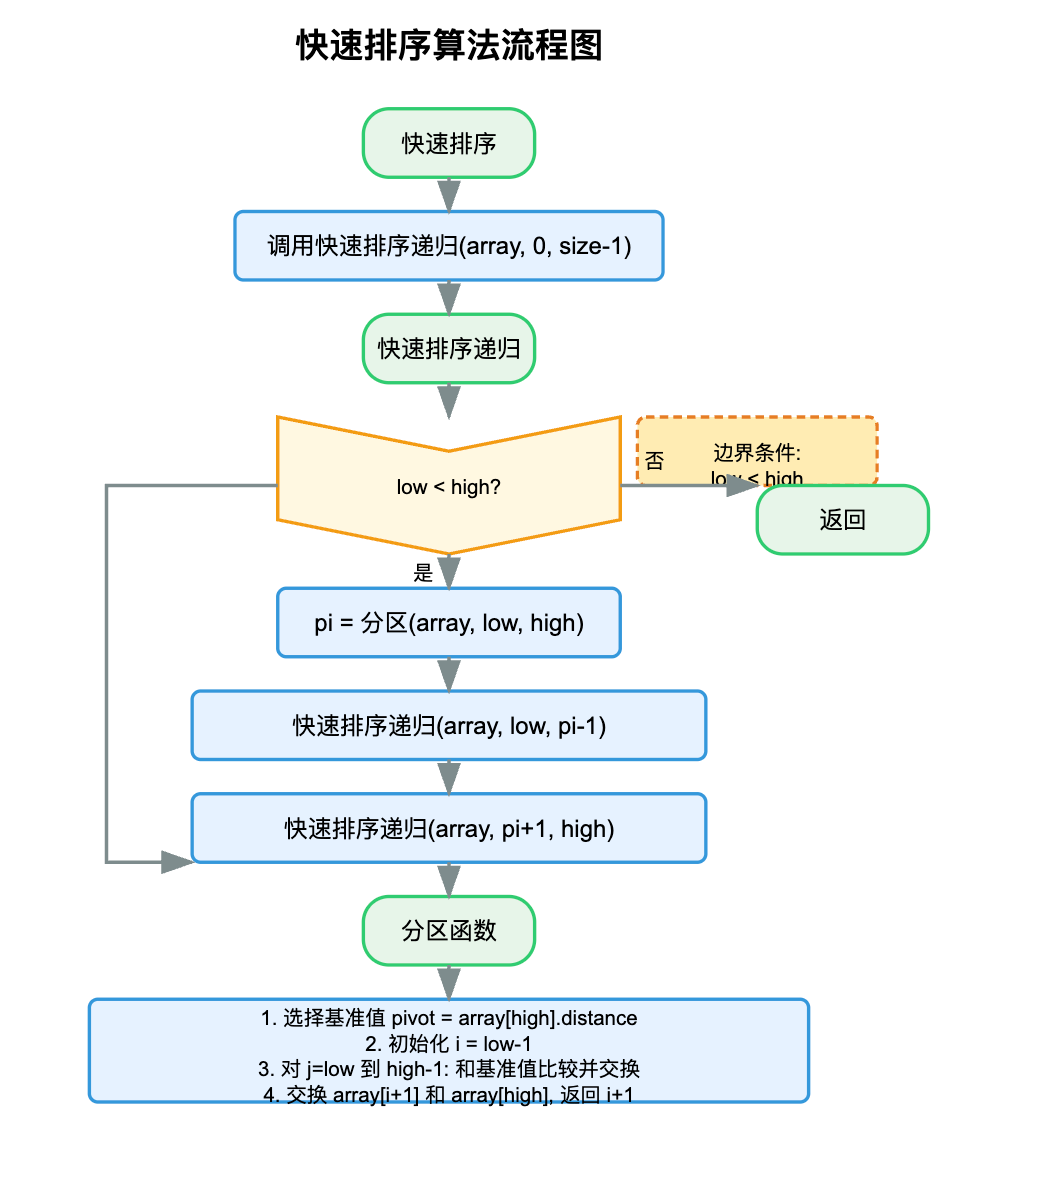 快速排序算法流程图
快速排序
调用快速排序递归(array, 0, size-1)
快速排序递归
low < high?
否
边界条件:
low < high
返回
是
pi = 分区(array, low, high)
快速排序递归(array, low, pi-1)
快速排序递归(array, pi+1, high)
分区函数
1. 选择基准值 pivot = array[high].distance
2. 初始化 i = low-1
3. 对 j=low 到 high-1: 和基准值比较并交换
4. 交换 array[i+1] 和 array[high], 返回 i+1